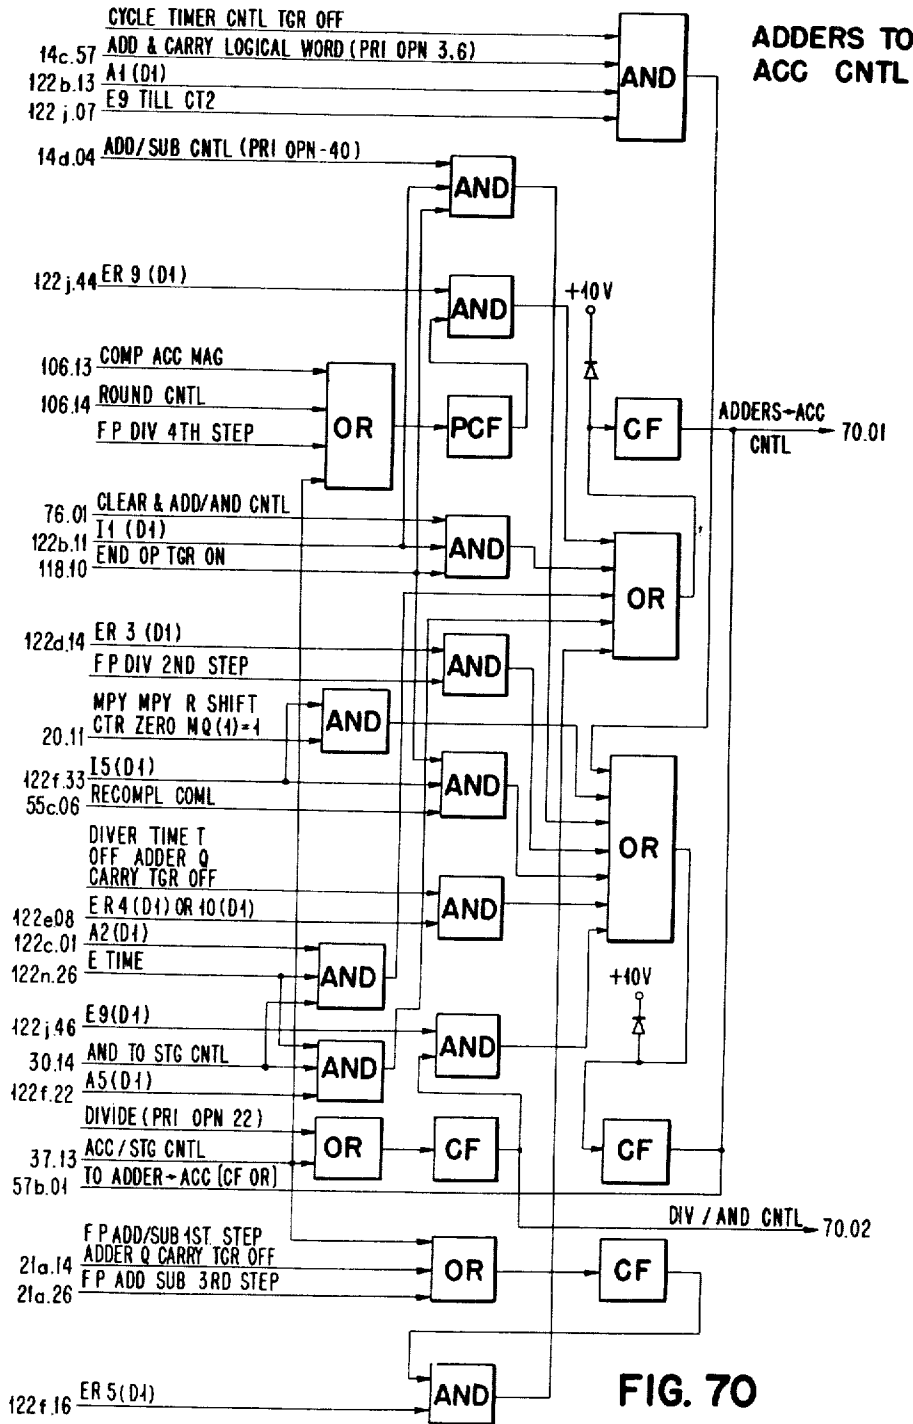 CYCLE TIMER CNTL TGR OFF
ADDERS TO
ACC CNTL
14c.57 ADD & CARRY LOGICAL WORD (PRI OPN 3,6)
122b.13 A1 (D1)
122j.07 E9 TILL CT2
AND
14d.04 ADD/SUB CNTL (PRI OPN-40)
AND
122j.44 ER 9 (D1)
AND
+10V
106.13 COMP ACC MAG
106.14 ROUND CNTL
FP DIV 4TH STEP
OR
PCF
CF
ADDERS→ACC
CNTL
70.01
76.01 CLEAR & ADD/AND CNTL
122b.11 I1 (D1)
118.10 END OP TGR ON
AND
OR
122d.14 ER 3 (D1)
FP DIV 2ND STEP
AND
MPY MPY R SHIFT
20.11 CTR ZERO MQ(1)=1
AND
122f.33 I5(D1)
55c.06 RECOMPL COML
AND
OR
DIVER TIME T
OFF ADDER Q
CARRY TGR OFF
122e08 ER4(D1) OR 10(D1)
AND
122c.01 A2(D1)
122n.26 E TIME
AND
+10V
122j.46 E9(D1)
AND
30.14 AND TO STG CNTL
122f.22 A5(D1)
AND
DIVIDE (PRI OPN 22)
37.13 ACC/STG CNTL
OR
CF
CF
57b.01 TO ADDER→ACC [CF OR]
DIV / AND CNTL
70.02
FP ADD/SUB 1ST STEP
21a.14 ADDER Q CARRY TGR OFF
21a.26 FP ADD SUB 3RD STEP
OR
CF
122f.16 ER 5(D1)
AND
FIG. 70